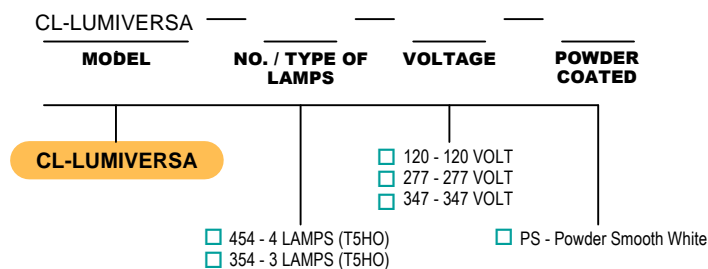 CL-LUMIVERSA — — —
MODEL
NO. / TYPE OF
LAMPS
VOLTAGE
POWDER
COATED
CL-LUMIVERSA
454 - 4 LAMPS (T5HO)
354 - 3 LAMPS (T5HO)
120 - 120 VOLT
277 - 277 VOLT
347 - 347 VOLT
PS - Powder Smooth White